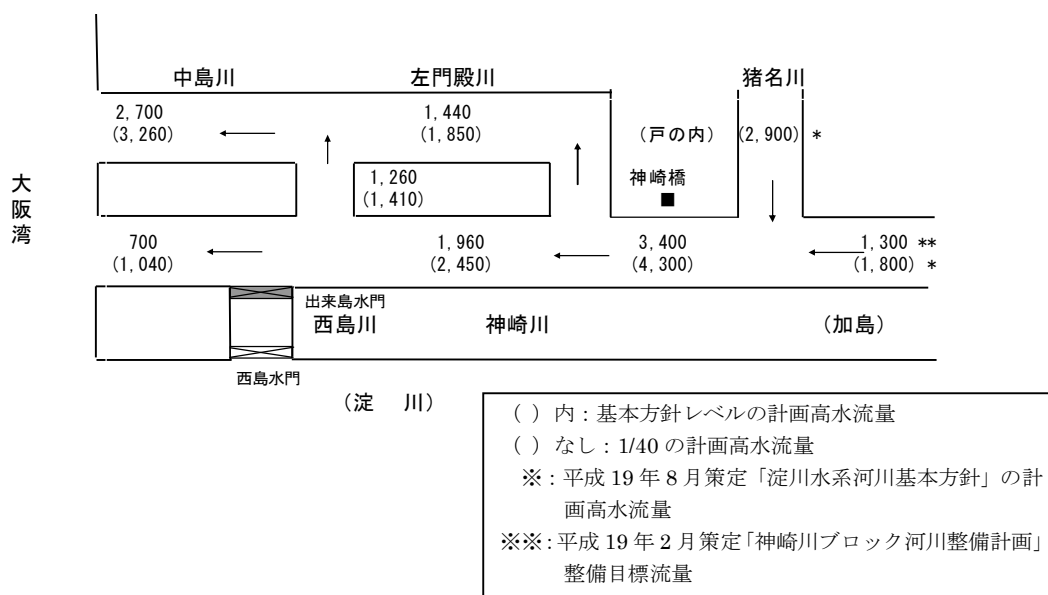 中島川 左門殿川 猪名川
2,700 1,440
(3,260) (1,850) (戸の内) (2,900) *
1,260 神崎橋
(1,410)
大阪湾
700 1,960 3,400 1,300 **
(1,040) (2,450) (4,300) (1,800) *
出来島水門
西島川 神崎川 (加島)
西島水門
(淀 川)
( ) 内:基本方針レベルの計画高水流量
( ) なし:1/40 の計画高水流量
※:平成 19 年 8 月策定「淀川水系河川基本方針」の計
画高水流量
※※:平成 19 年 2 月策定「神崎川ブロック河川整備計画」
整備目標流量